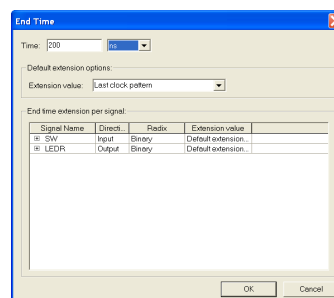 End Time
Time: 200 ns
Default extension options:
Extension value: Last clock pattern
End time extension per signal:
Signal Name Directi... Radix Extension value
SW Input Binary Default extension...
LEDR Output Binary Default extension...
OK Cancel